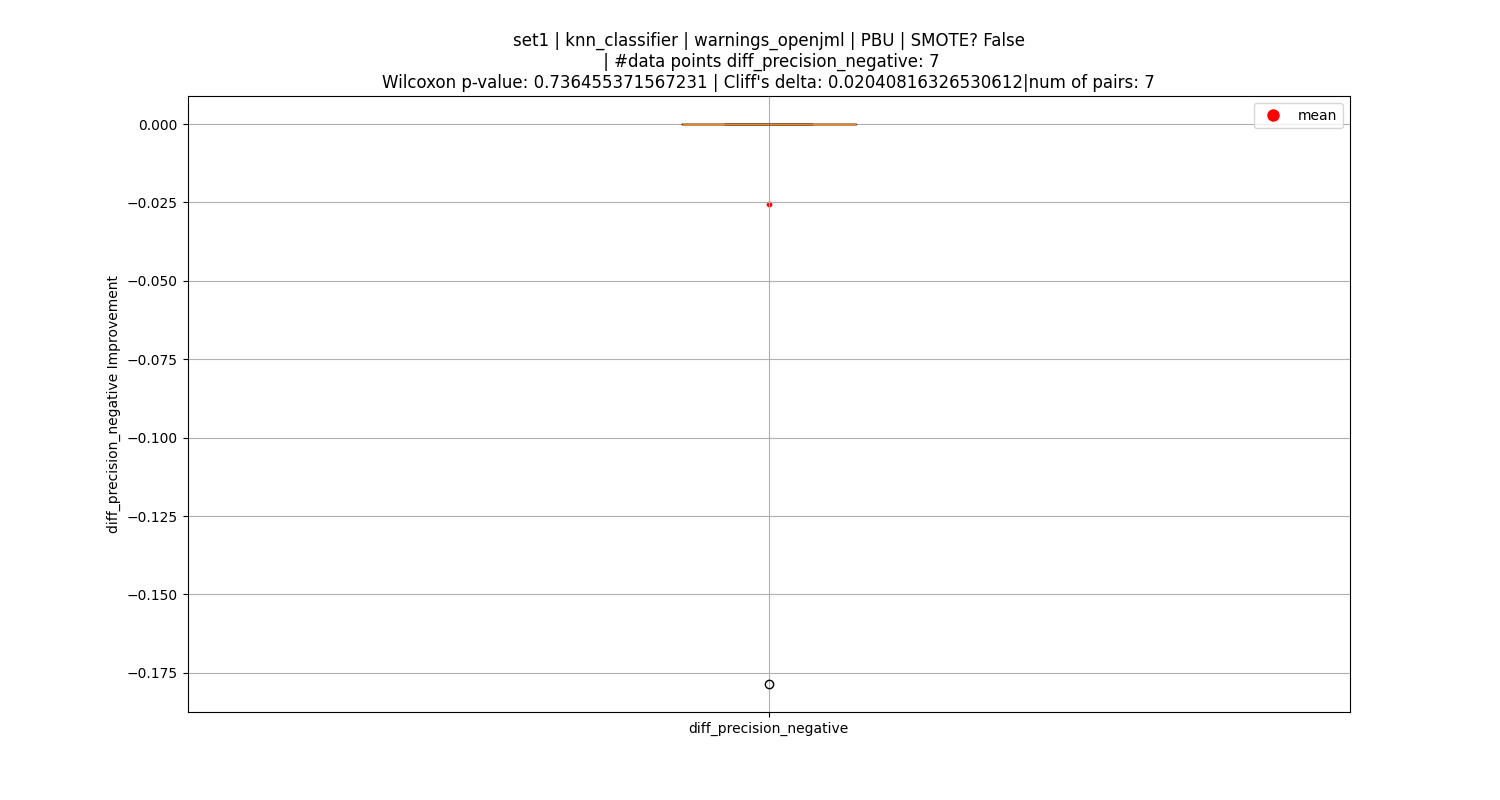 set1 | knn_classifier | warnings_openjml | PBU | SMOTE? False
| #data points diff_precision_negative: 7
Wilcoxon p-value: 0.736455371567231 | Cliff's delta: 0.02040816326530612|num of pairs: 7
mean
0.000
−0.025
−0.050
−0.075
−0.100
−0.125
−0.150
−0.175
diff_precision_negative Improvement
diff_precision_negative